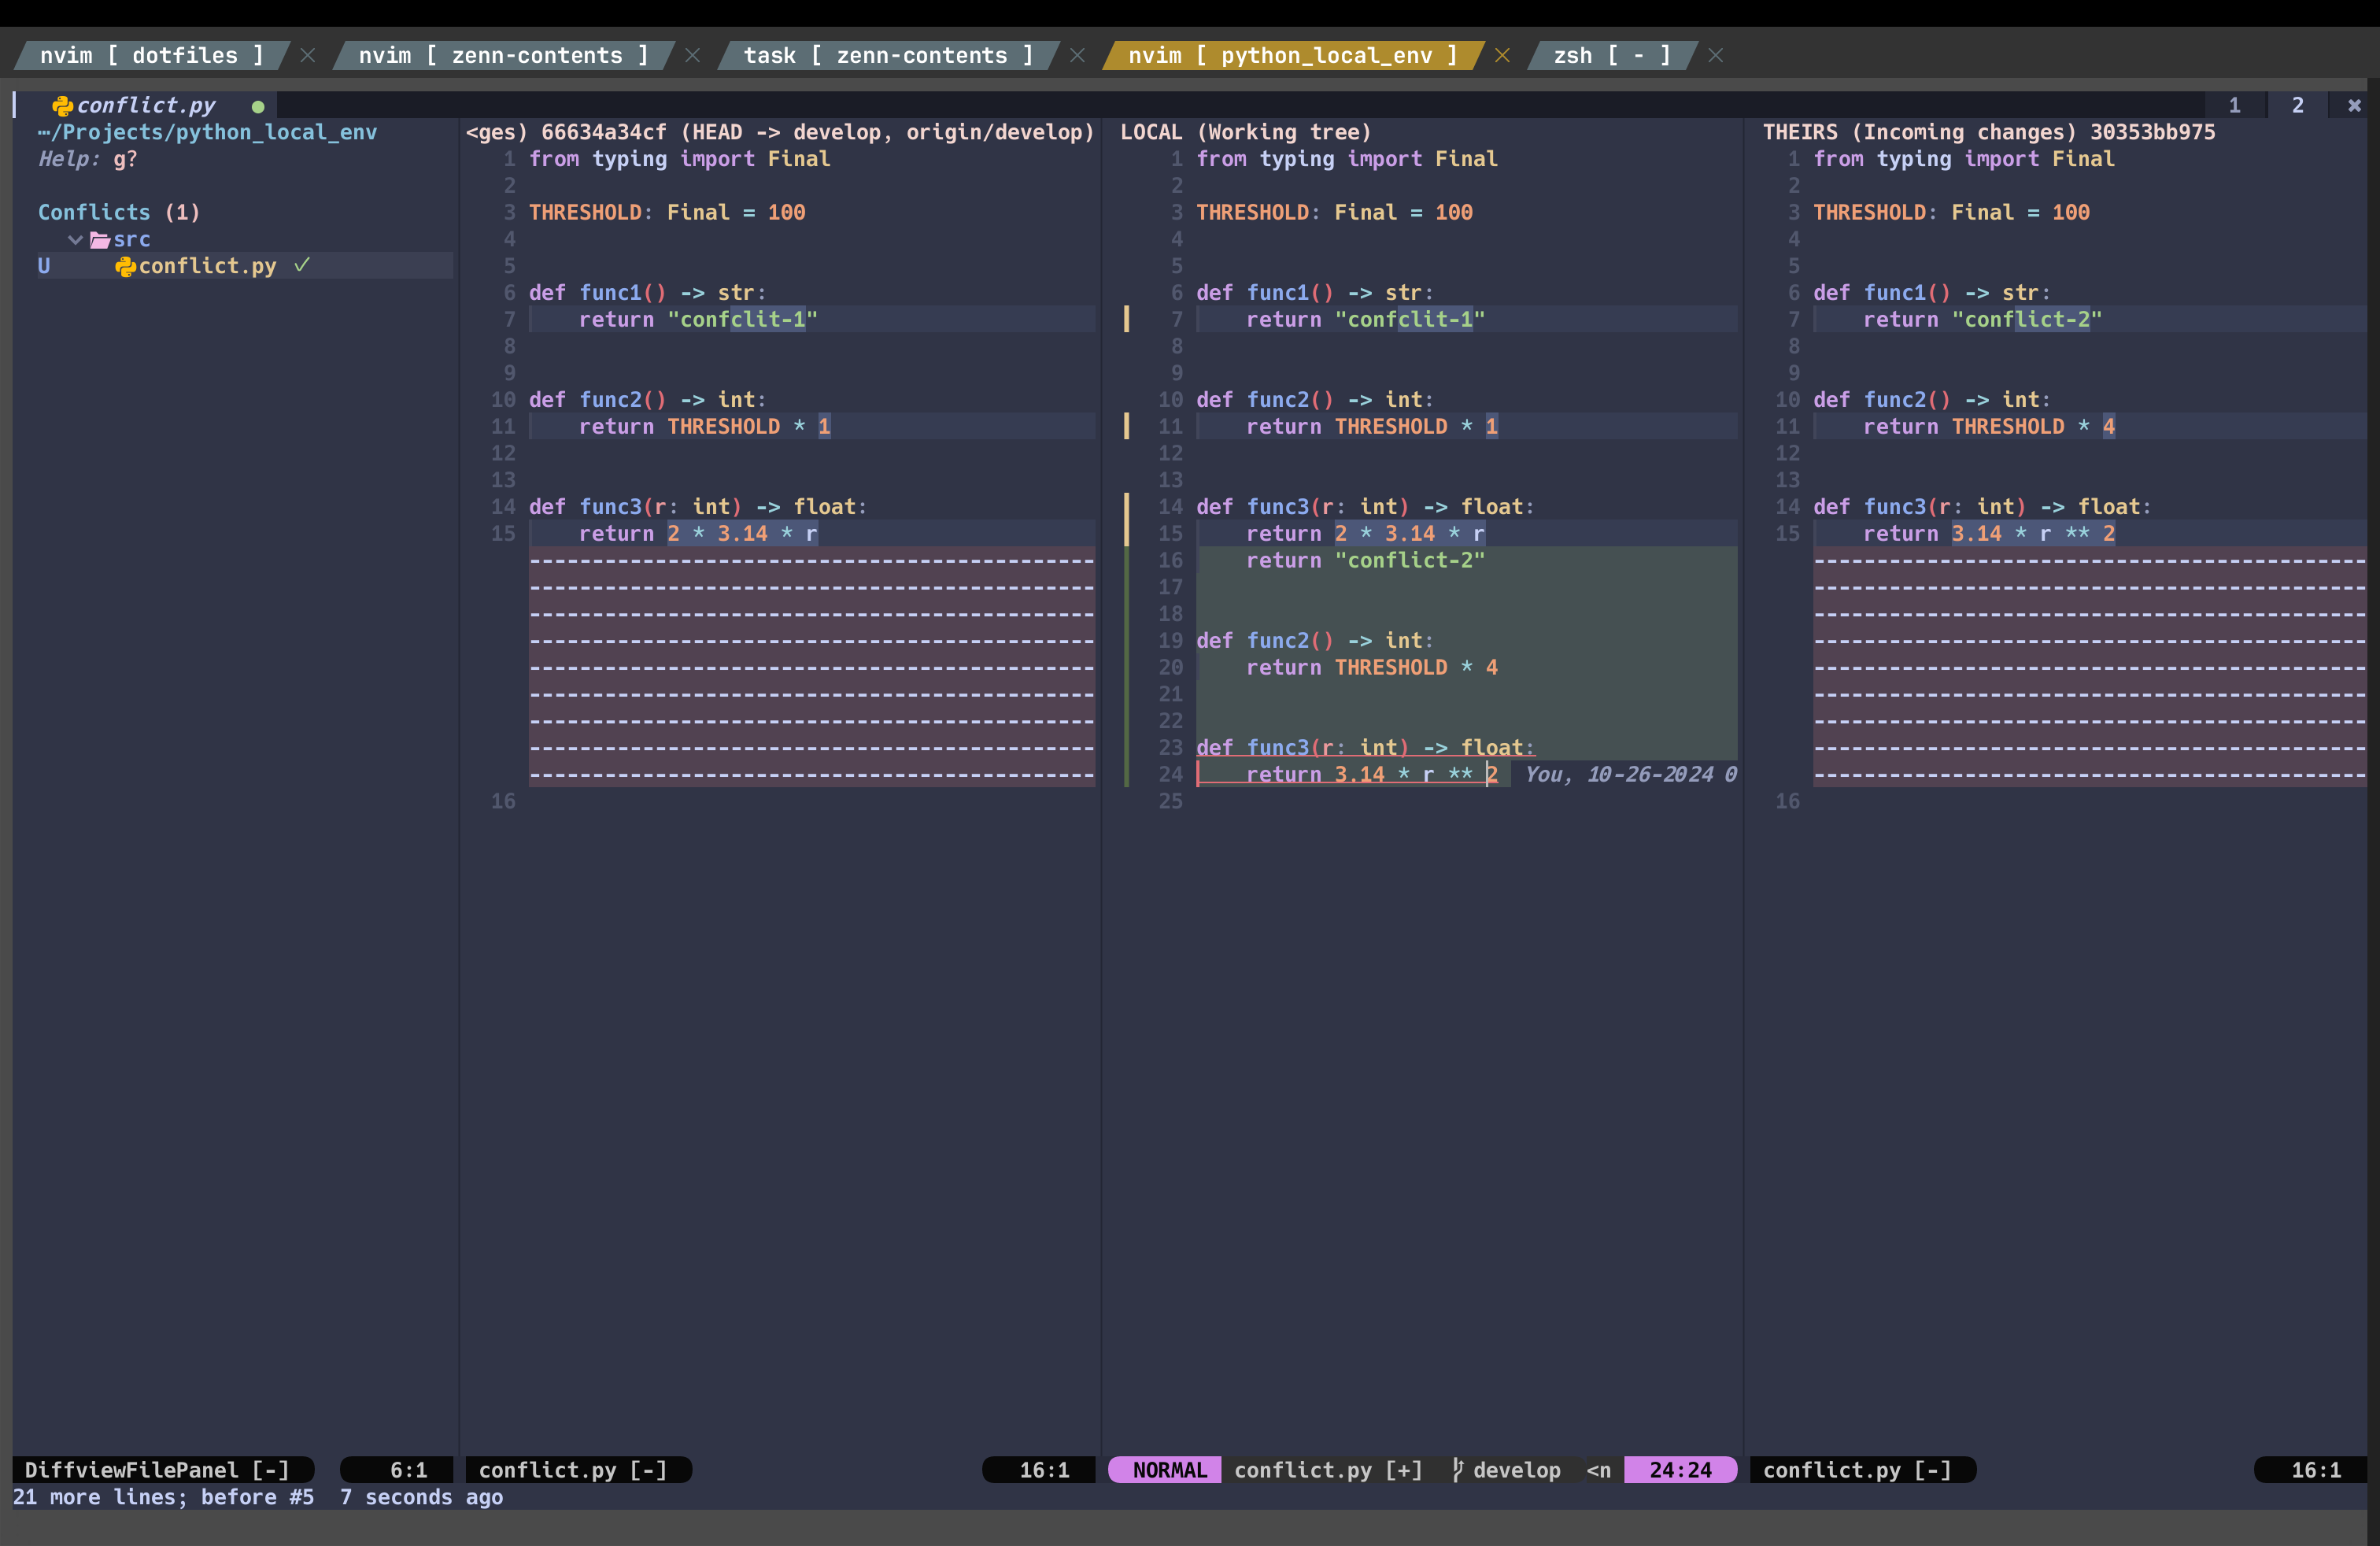 nvim [ dotfiles ] × nvim [ zenn-contents ] × task [ zenn-contents ] × nvim [ python_local_env ] × zsh [ - ] ×
conflict.py ● 1 2 ✖
⋯/Projects/python_local_env
Help: g?
Conflicts (1)
src
U conflict.py ✓
<ges) 66634a34cf (HEAD -> develop, origin/develop)
1 from typing import Final
2
3 THRESHOLD: Final = 100
4
5
6 def func1() -> str:
7     return "confclit-1"
8
9
10 def func2() -> int:
11     return THRESHOLD * 1
12
13
14 def func3(r: int) -> float:
15     return 2 * 3.14 * r
---------------------------------------------
---------------------------------------------
---------------------------------------------
---------------------------------------------
---------------------------------------------
---------------------------------------------
---------------------------------------------
---------------------------------------------
---------------------------------------------
16
LOCAL (Working tree)
1 from typing import Final
2
3 THRESHOLD: Final = 100
4
5
6 def func1() -> str:
7     return "confclit-1"
8
9
10 def func2() -> int:
11     return THRESHOLD * 1
12
13
14 def func3(r: int) -> float:
15     return 2 * 3.14 * r
16     return "conflict-2"
17
18
19 def func2() -> int:
20     return THRESHOLD * 4
21
22
23 def func3(r: int) -> float:
24     return 3.14 * r ** 2  You, 10-26-2024 0
25
THEIRS (Incoming changes) 30353bb975
1 from typing import Final
2
3 THRESHOLD: Final = 100
4
5
6 def func1() -> str:
7     return "conflict-2"
8
9
10 def func2() -> int:
11     return THRESHOLD * 4
12
13
14 def func3(r: int) -> float:
15     return 3.14 * r ** 2
--------------------------------------------
--------------------------------------------
--------------------------------------------
--------------------------------------------
--------------------------------------------
--------------------------------------------
--------------------------------------------
--------------------------------------------
--------------------------------------------
16
DiffviewFilePanel [-] 6:1 conflict.py [-] 16:1 NORMAL conflict.py [+] develop <n 24:24 conflict.py [-] 16:1
21 more lines; before #5  7 seconds ago